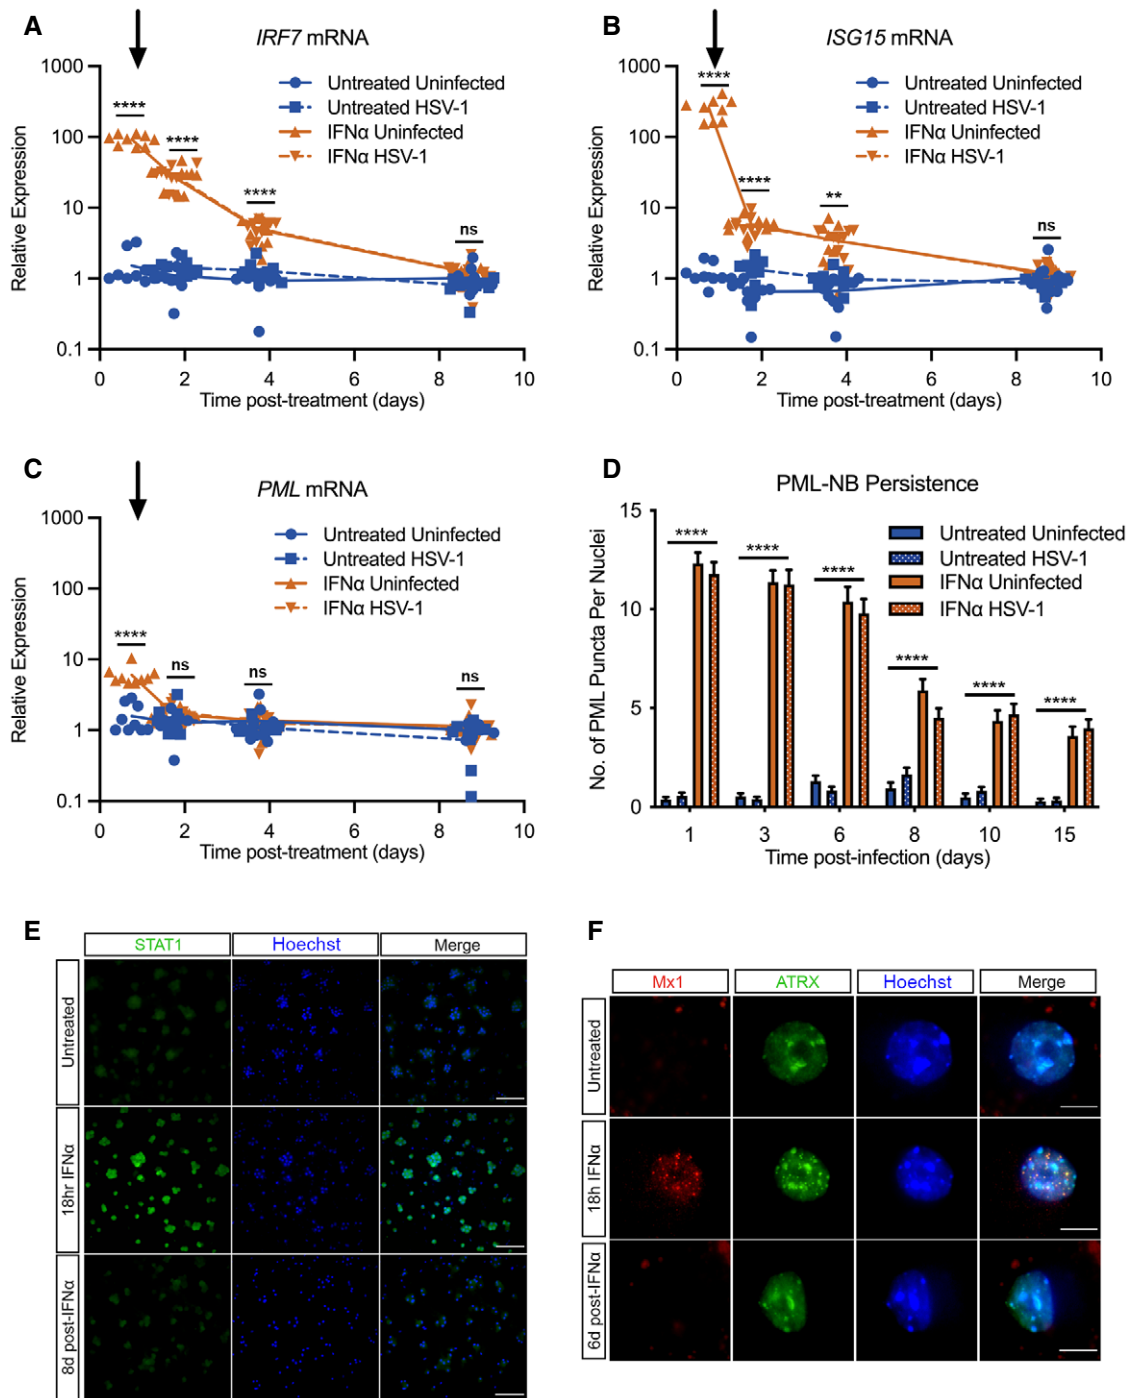 A
IRF7 mRNA
Relative Expression
1000
100
10
1
0.1
0 2 4 6 8 10
Time post-treatment (days)
Untreated Uninfected
Untreated HSV-1
IFNα Uninfected
IFNα HSV-1
****
****
****
ns
B
ISG15 mRNA
Relative Expression
1000
100
10
1
0.1
0 2 4 6 8 10
Time post-treatment (days)
Untreated Uninfected
Untreated HSV-1
IFNα Uninfected
IFNα HSV-1
****
****
**
ns
C
PML mRNA
Relative Expression
1000
100
10
1
0.1
0 2 4 6 8 10
Time post-treatment (days)
Untreated Uninfected
Untreated HSV-1
IFNα Uninfected
IFNα HSV-1
****
ns
ns
ns
D
PML-NB Persistence
No. of PML Puncta Per Nuclei
15
10
5
0
1 3 6 8 10 15
Time post-infection (days)
Untreated Uninfected
Untreated HSV-1
IFNα Uninfected
IFNα HSV-1
****
****
****
****
****
****
E
STAT1 Hoechst Merge
Untreated
18hr IFNα
8d post-IFNα
F
Mx1 ATRX Hoechst Merge
Untreated
18h IFNα
6d post-IFNα